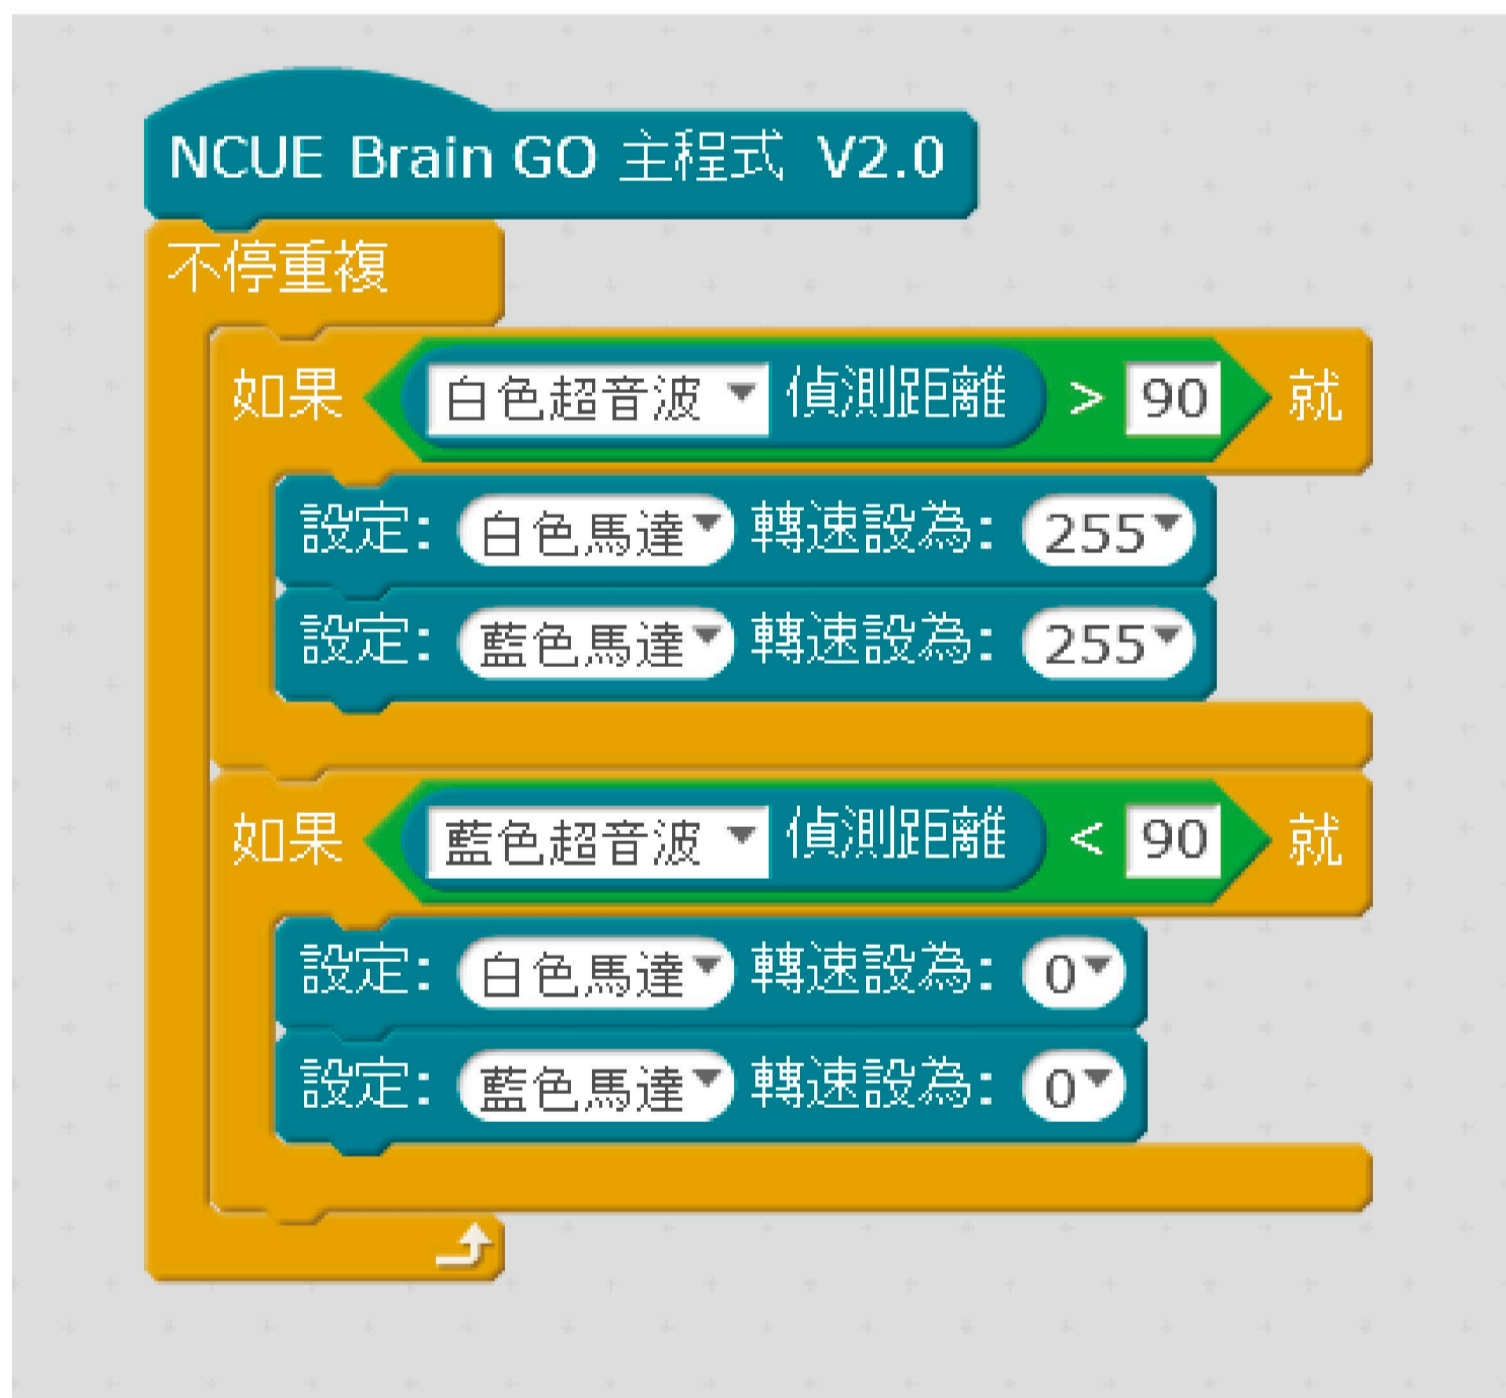 NCUE Brain GO 主程式 V2.0
不停重複
如果 白色超音波 偵測距離 > 90 就
設定: 白色馬達 轉速設為: 255
設定: 藍色馬達 轉速設為: 255
如果 藍色超音波 偵測距離 < 90 就
設定: 白色馬達 轉速設為: 0
設定: 藍色馬達 轉速設為: 0